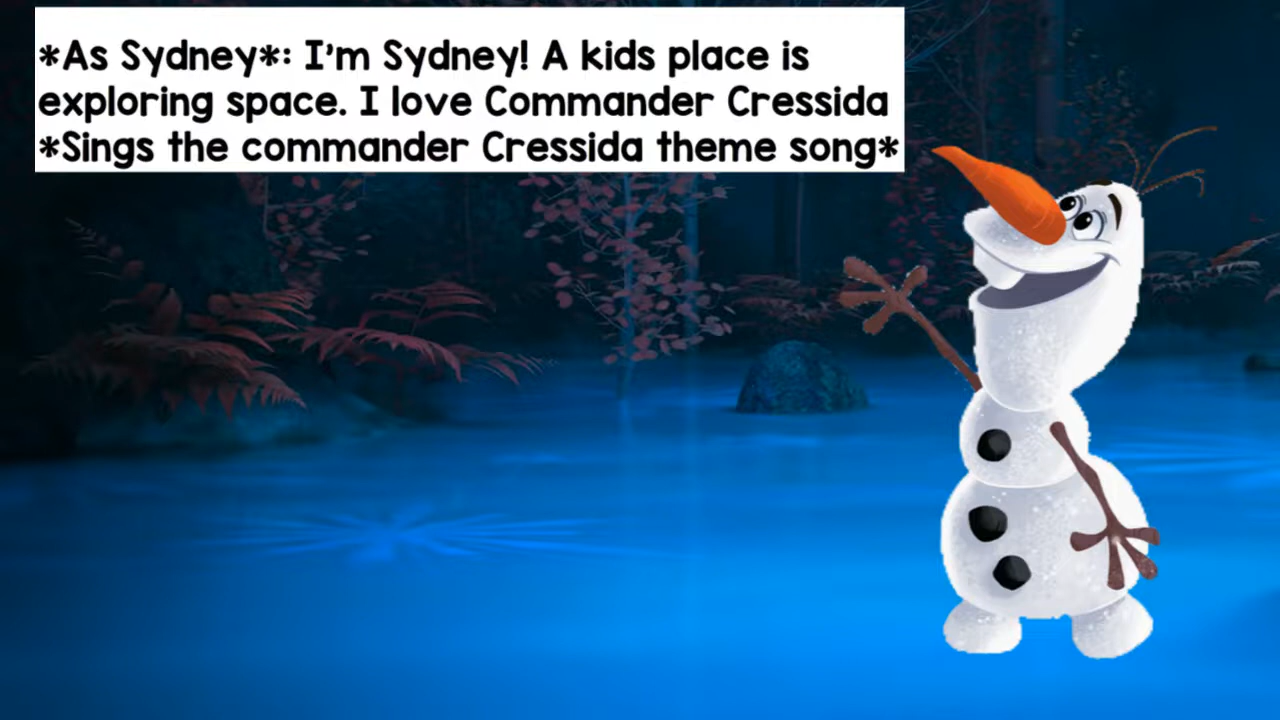 *As Sydney*: I'm Sydney! A kids place is
exploring space. I love Commander Cressida
*Sings the commander Cressida theme song*